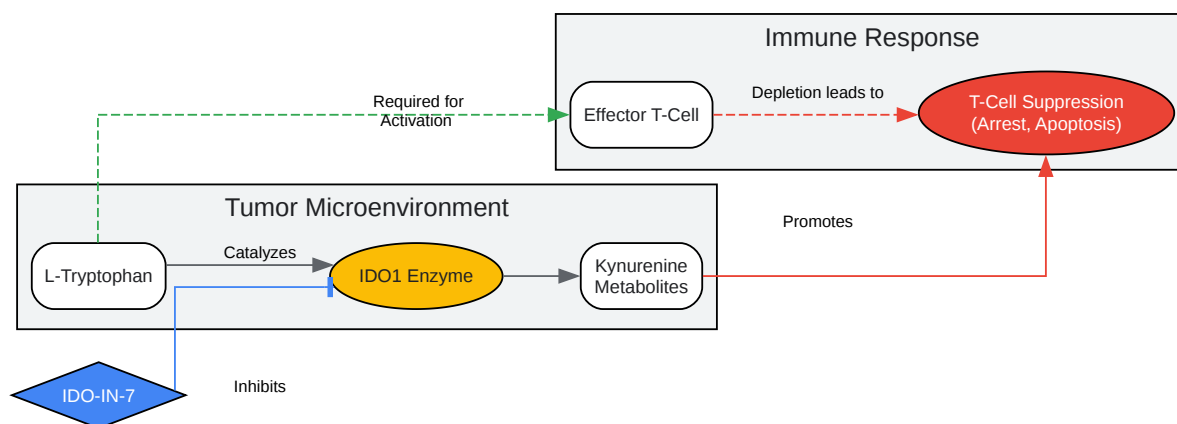 Immune Response
Required for
Activation
Effector T-Cell
Depletion leads to
T-Cell Suppression
(Arrest, Apoptosis)
Tumor Microenvironment
Promotes
L-Tryptophan
Catalyzes
IDO1 Enzyme
Kynurenine
Metabolites
IDO-IN-7
Inhibits